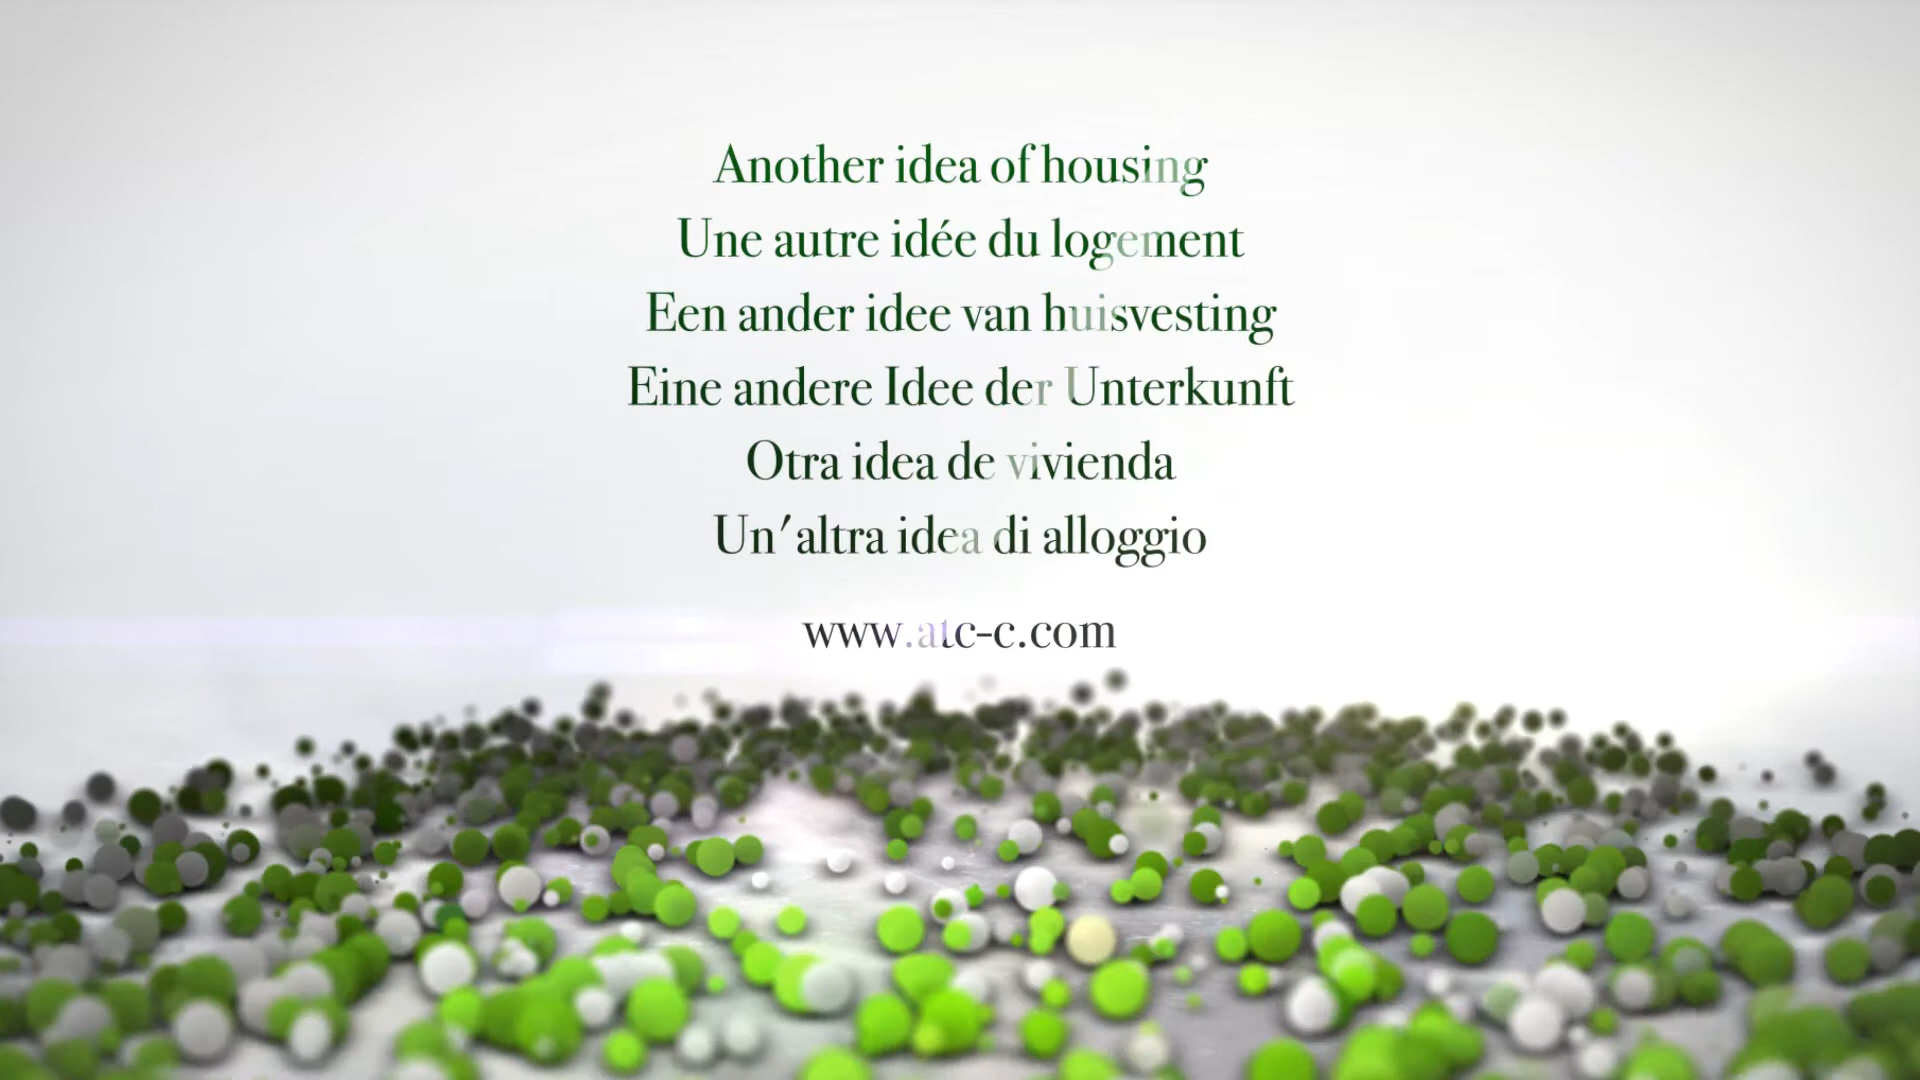 Another idea of housing
Une autre idée du logement
Een ander idee van huisvesting
Eine andere Idee der Unterkunft
Otra idea de vivienda
Un'altra idea di alloggio
www.atc-c.com